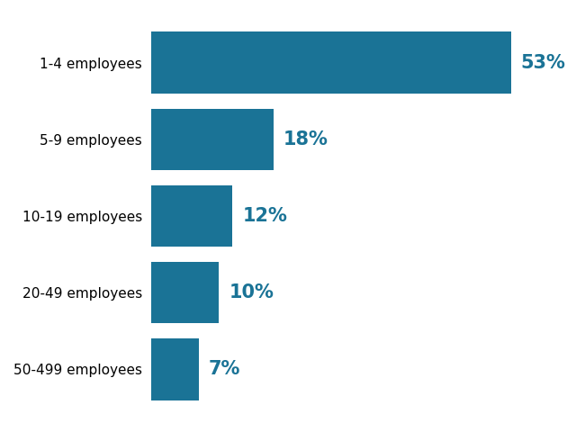 1-4 employees 53%
5-9 employees 18%
10-19 employees 12%
20-49 employees 10%
50-499 employees 7%